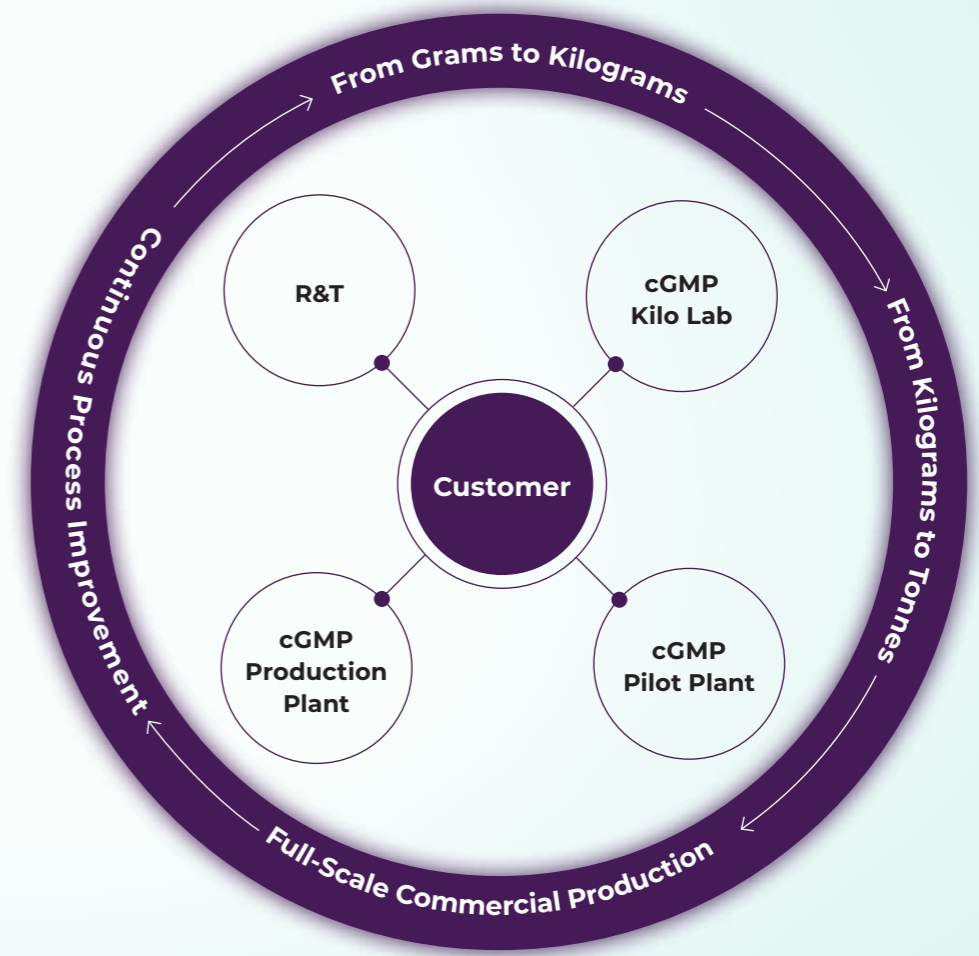 From Grams to Kilograms
From Kilograms to Tonnes
Full-Scale Commercial Production
Continuous Process Improvement
R&T
cGMP
Kilo Lab
Customer
cGMP
Production
Plant
cGMP
Pilot Plant